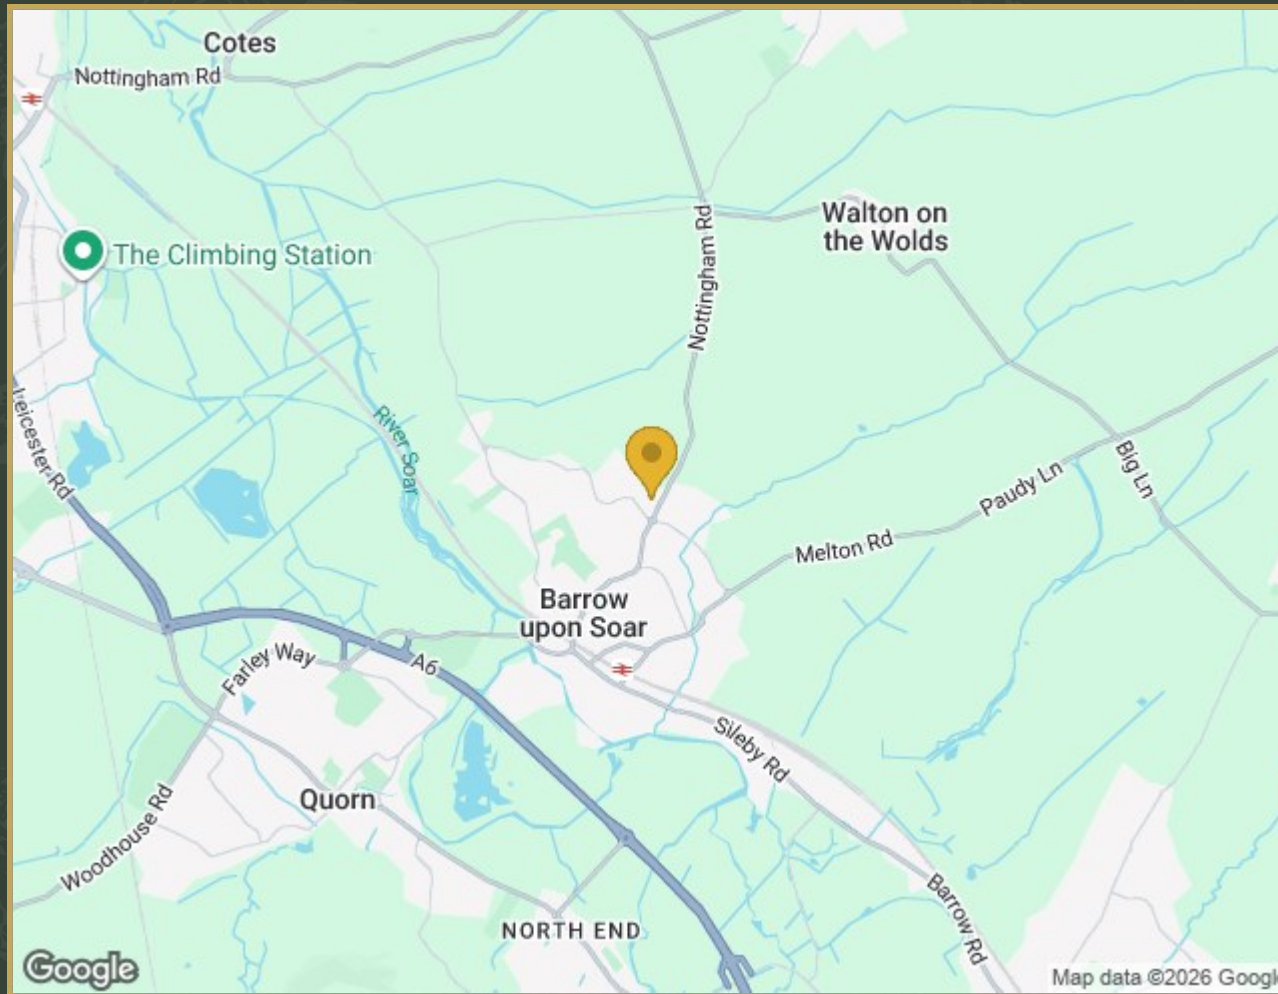 Cotes
Nottingham Rd
Walton on
the Wolds
Nottingham Rd
The Climbing Station
Leicester Rd
River Soar
Big Ln
Paudy Ln
Melton Rd
Barrow
upon Soar
Farley Way
A6
Sileby Rd
Quorn
Woodhouse Rd
Barrow Rd
NORTH END
Google
Map data ©2026 Google